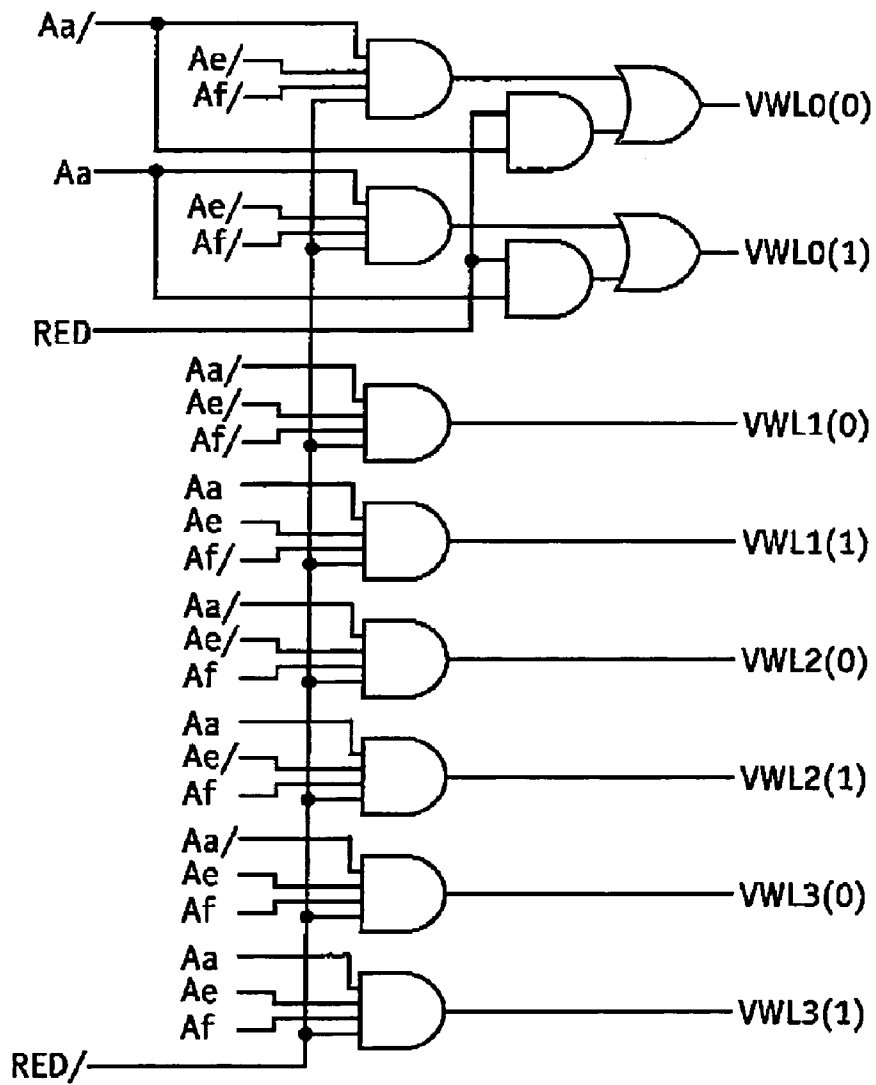 Aa/
Ae/
Af/
VWL0(0)
Aa
Ae/
Af/
VWL0(1)
RED
Aa/
Ae/
Af/
VWL1(0)
Aa
Ae
Af/
VWL1(1)
Aa/
Ae/
Af
VWL2(0)
Aa
Ae/
Af
VWL2(1)
Aa/
Ae
Af
VWL3(0)
Aa
Ae
Af
VWL3(1)
RED/